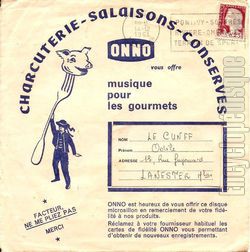 CHARCUTERIE-SALAISONS-CONSERVES
ONNO
vous offre
musique
pour
les gourmets
NOM
LE CUNFF
PRÉNOM
ADRESSE
LANESTER
FACTEUR,
NE ME PLIEZ PAS
MERCI
ONNO est heureux de vous offrir ce disque
microsillon en remerciement de votre fidé-
lité à nos produits.
Réclamez à votre fournisseur habituel les
cartes de fidélité ONNO vous permettant
d'obtenir de nouveaux enregistrements.